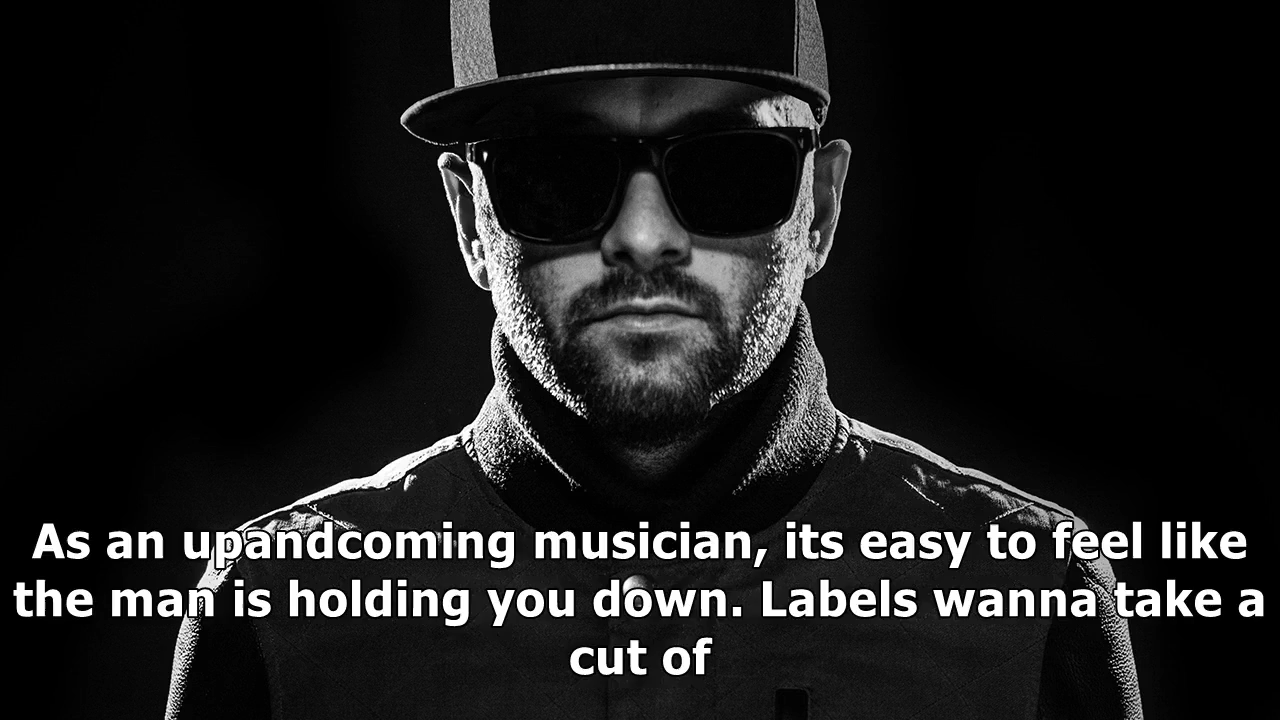 As an upandcoming musician, its easy to feel like
the man is holding you down. Labels wanna take a
cut of